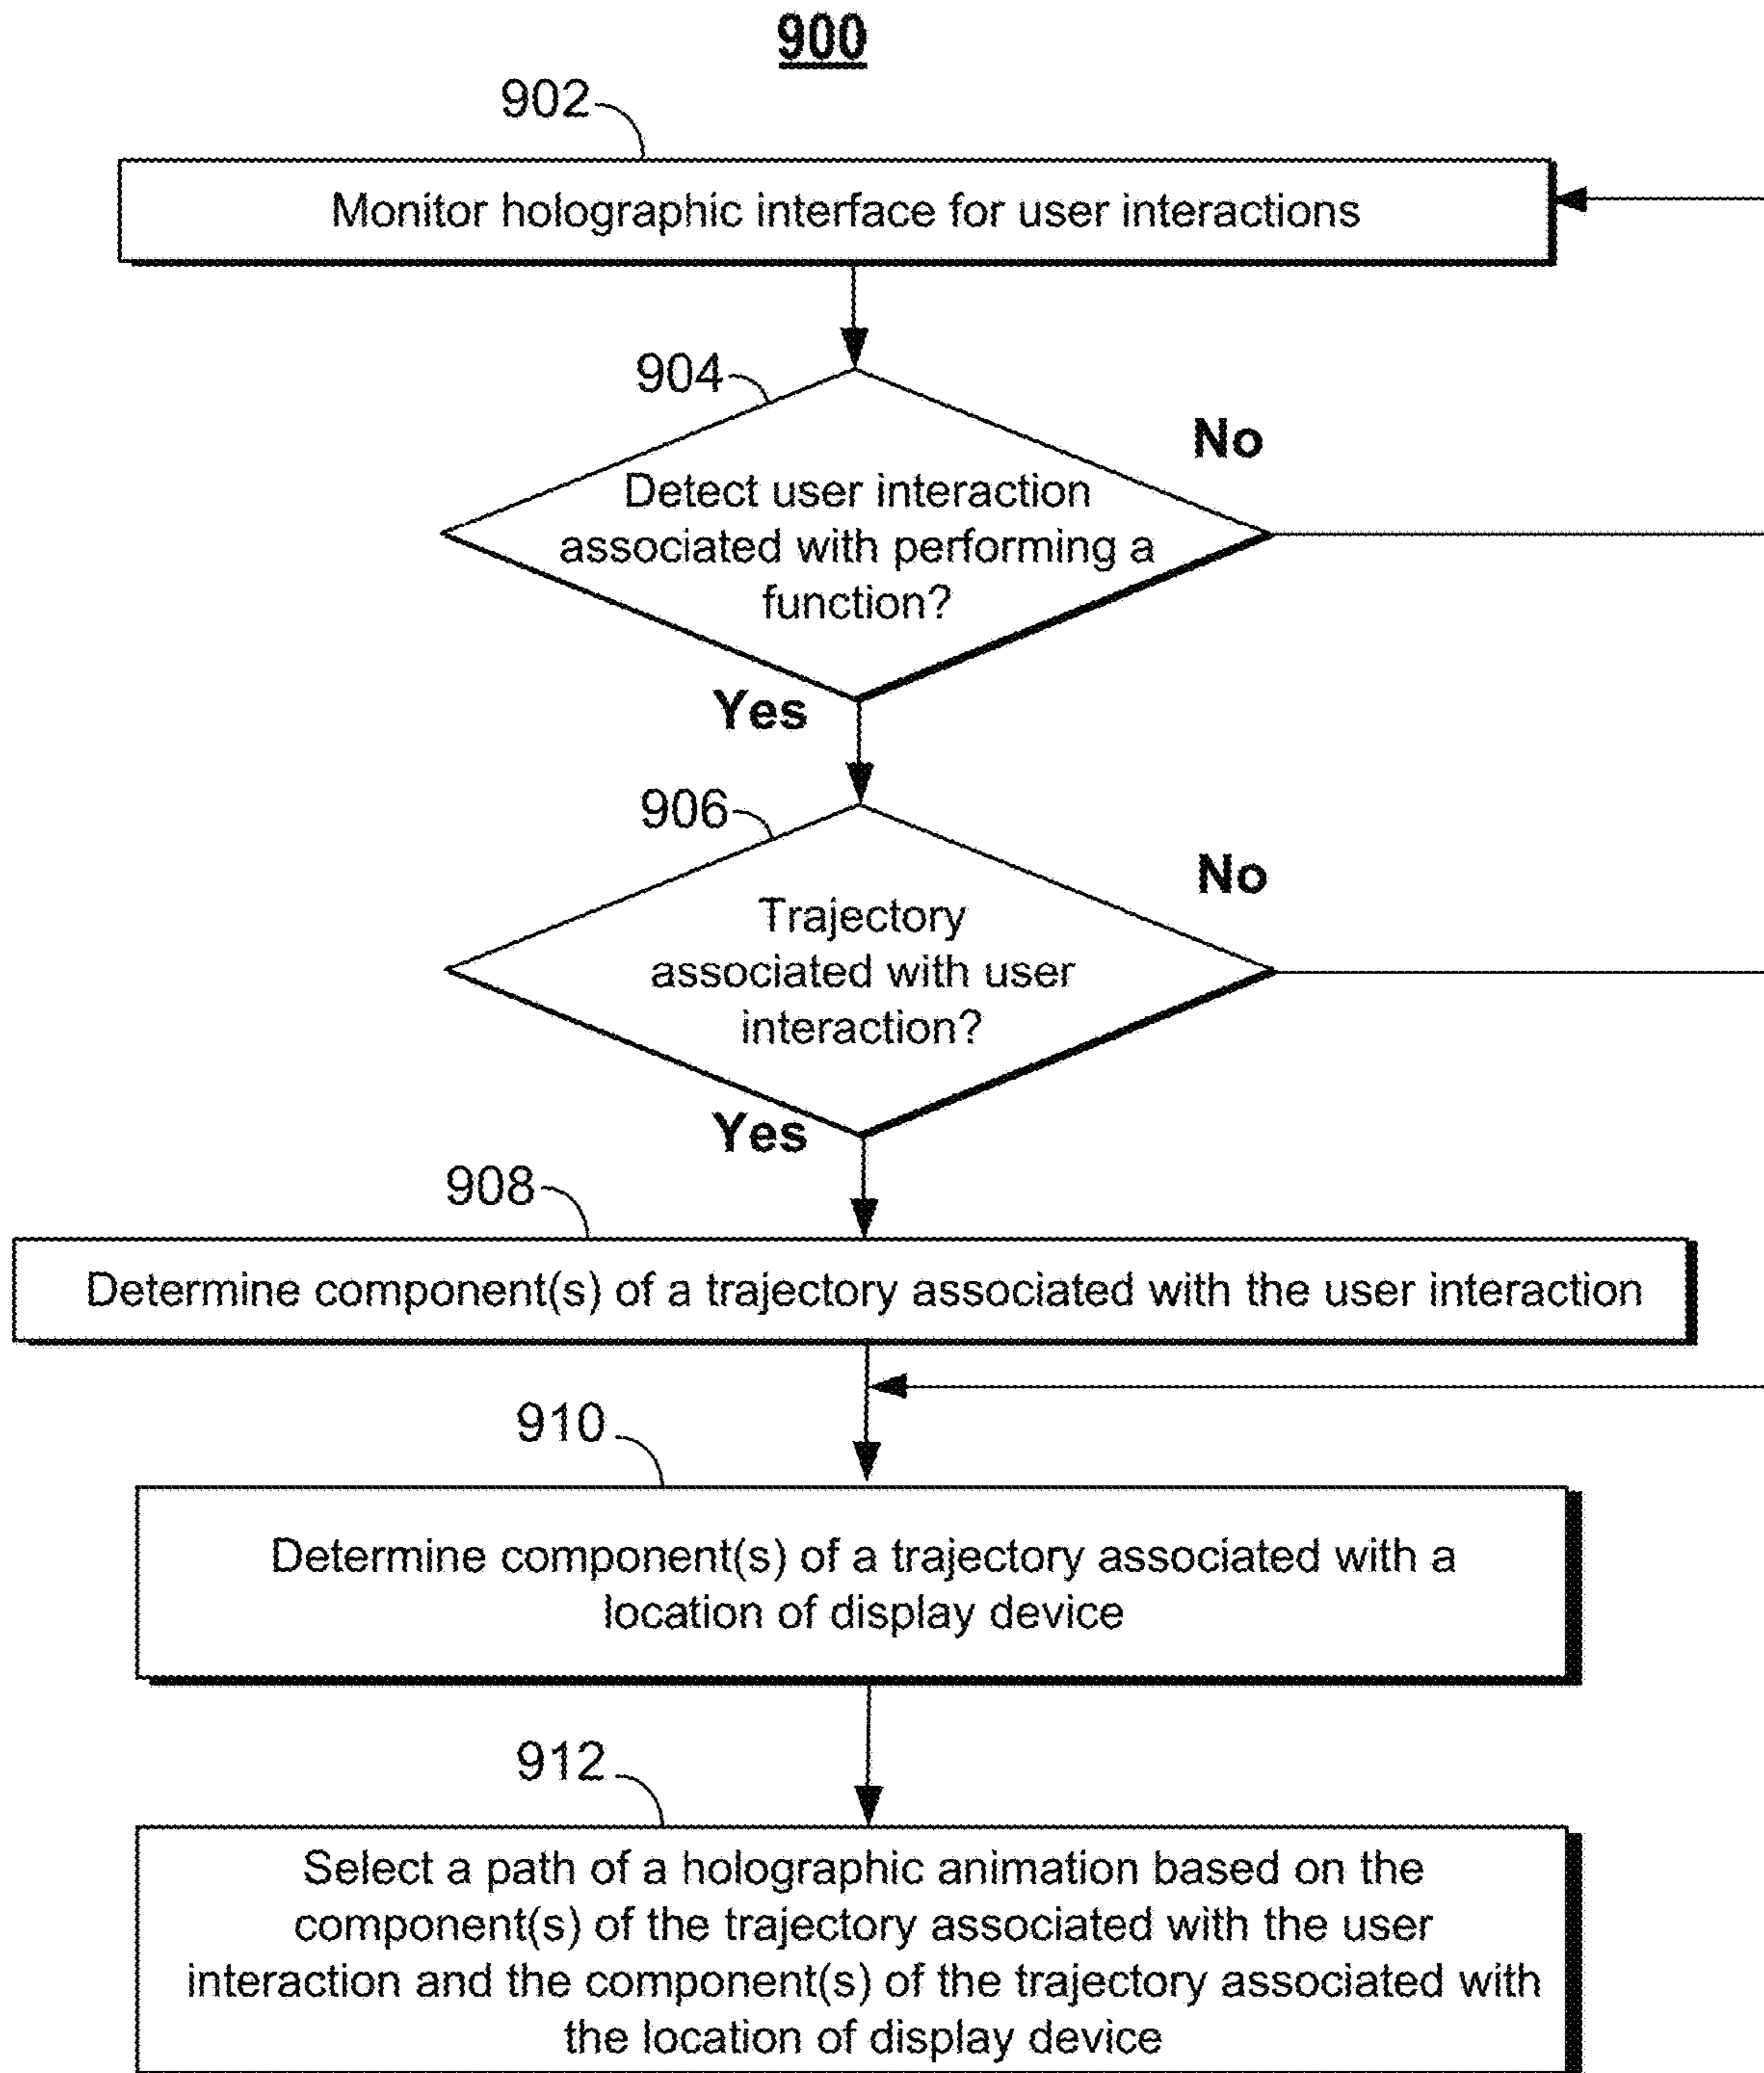 900
902
Monitor holographic interface for user interactions
904
No
Detect user interaction
associated with performing a
function?
Yes
906
No
Trajectory
associated with user
interaction?
Yes
908
Determine component(s) of a trajectory associated with the user interaction
910
Determine component(s) of a trajectory associated with a
location of display device
912
Select a path of a holographic animation based on the
component(s) of the trajectory associated with the user
interaction and the component(s) of the trajectory associated with
the location of display device